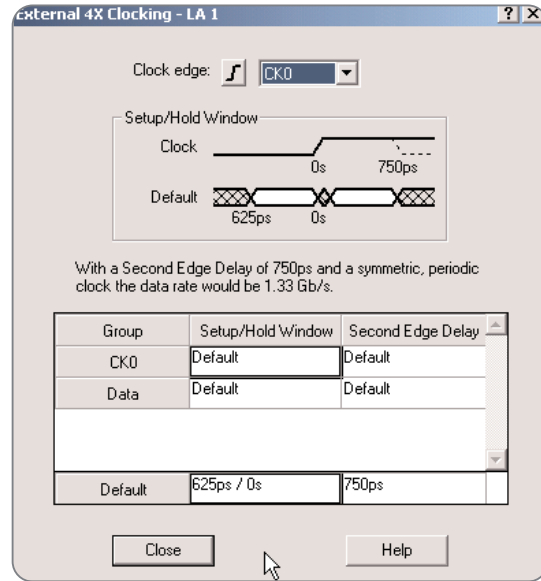 External 4X Clocking - LA 1
Clock edge: CK0
Setup/Hold Window
Clock
0s 750ps
Default
625ps 0s
With a Second Edge Delay of 750ps and a symmetric, periodic
clock the data rate would be 1.33 Gb/s.
Group Setup/Hold Window Second Edge Delay
CK0 Default Default
Data Default Default
Default 625ps / 0s 750ps
Close Help